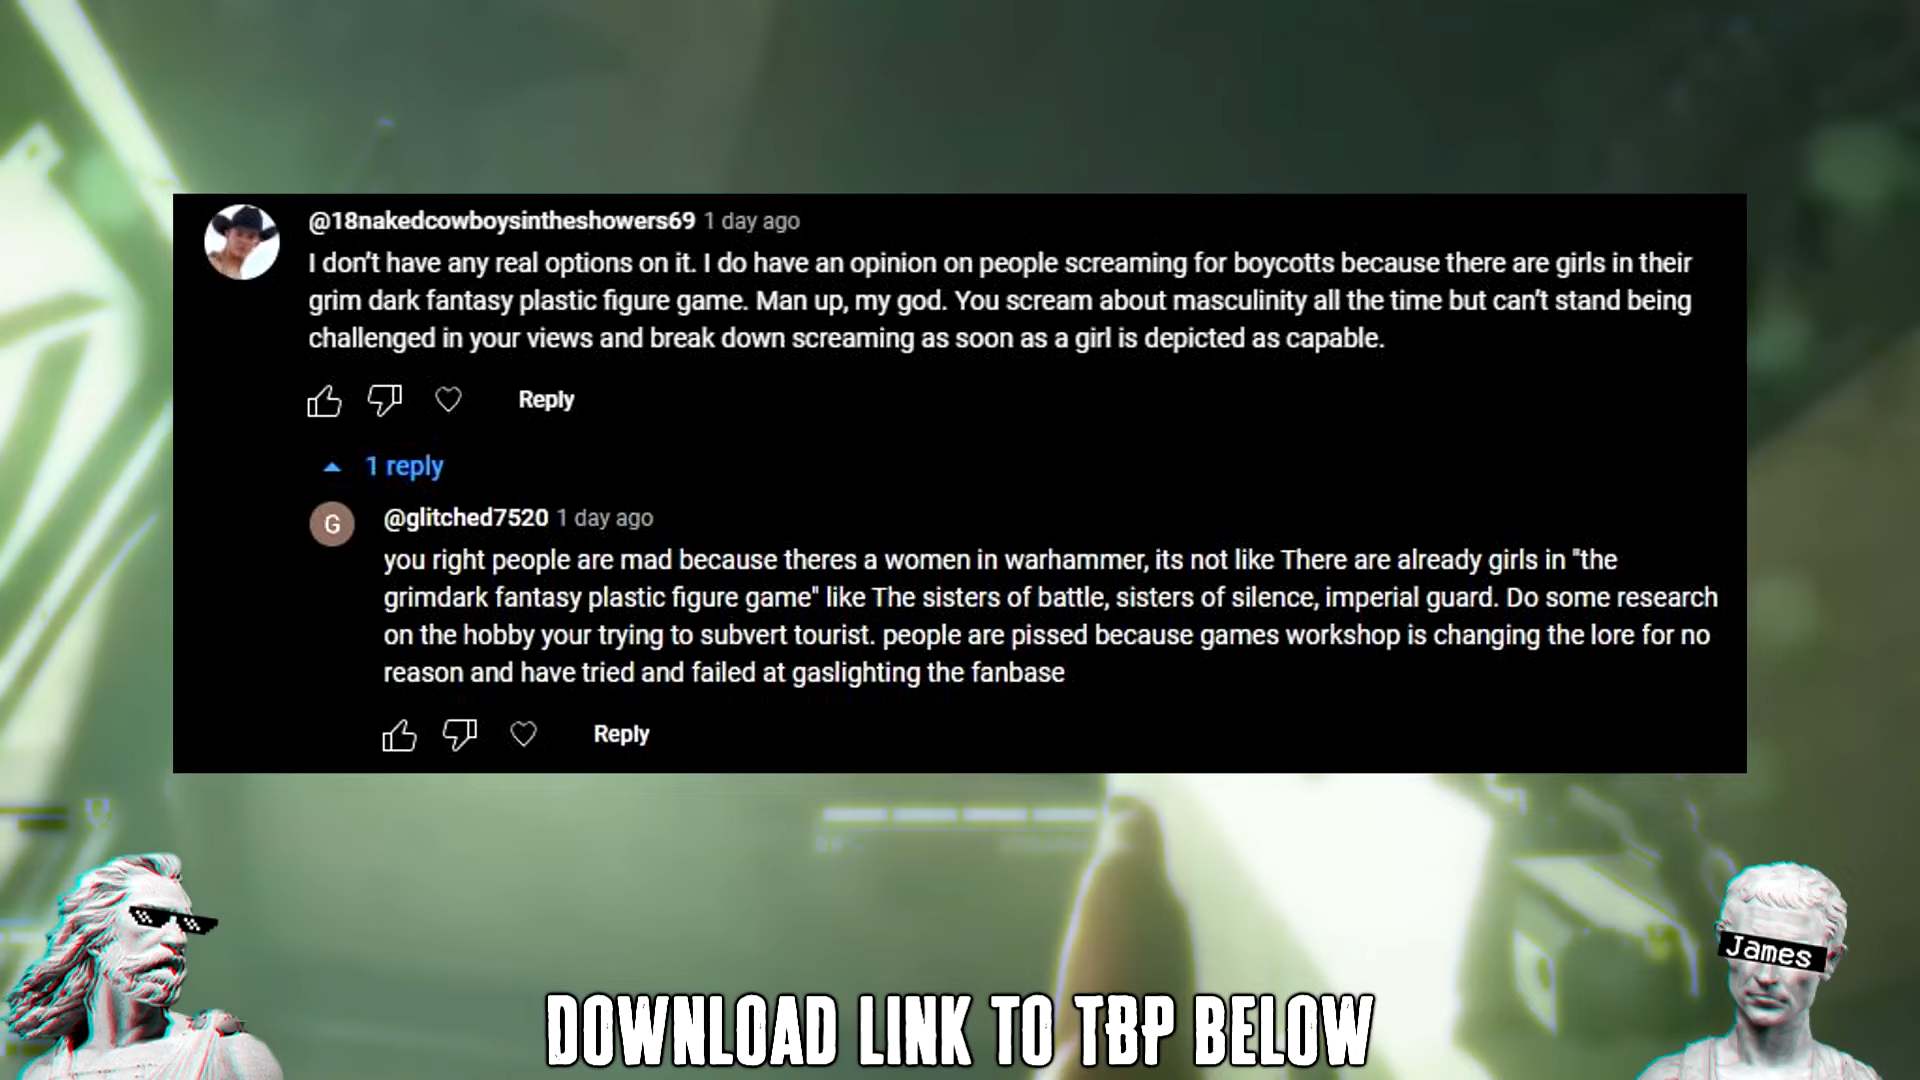 @18nakedcowboysintheshowers69 1 day ago
I don't have any real options on it. I do have an opinion on people screaming for boycotts because there are girls in their
grim dark fantasy plastic figure game. Man up, my god. You scream about masculinity all the time but can't stand being
challenged in your views and break down screaming as soon as a girl is depicted as capable.
Reply
1 reply
G
@glitched7520 1 day ago
you right people are mad because theres a women in warhammer, its not like There are already girls in "the
grimdark fantasy plastic figure game" like The sisters of battle, sisters of silence, imperial guard. Do some research
on the hobby your trying to subvert tourist. people are pissed because games workshop is changing the lore for no
reason and have tried and failed at gaslighting the fanbase
Reply
James
DOWNLOAD LINK TO TBP BELOW